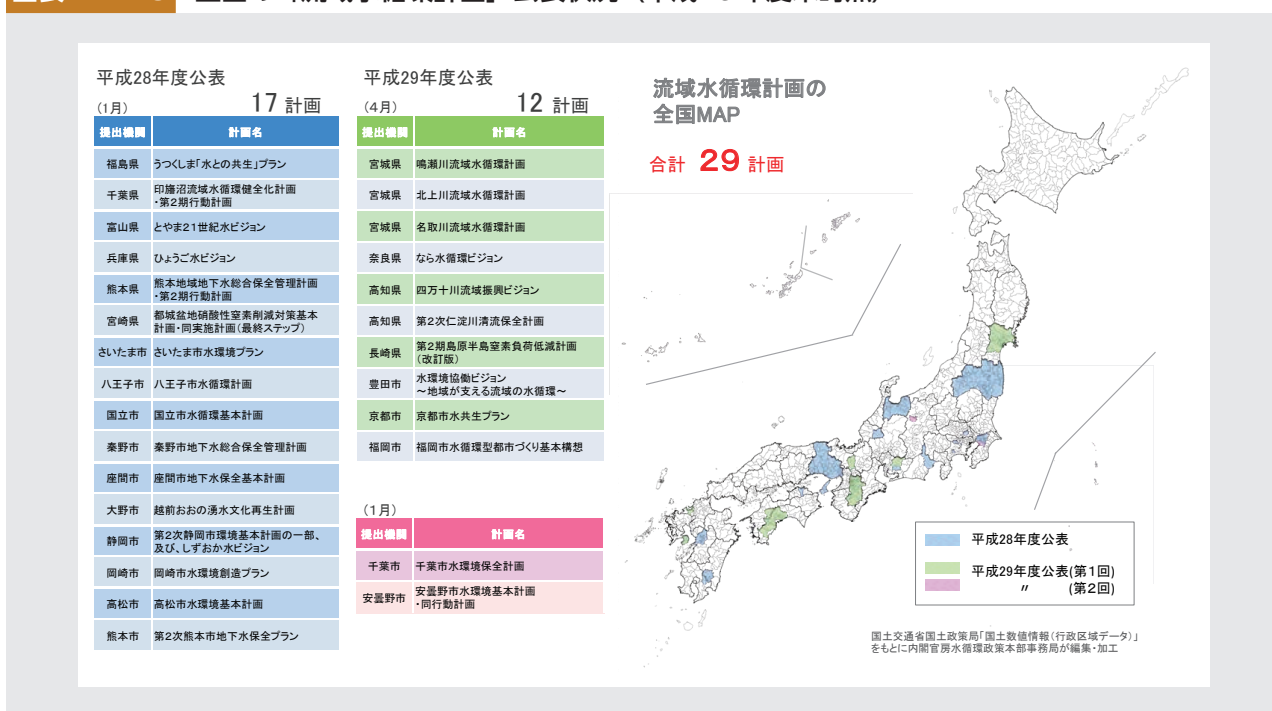 平成28年度公表
(1月) 17 計画
提出機関 計画名
福島県 うつくしま「水との共生」プラン
千葉県 印旛沼流域水循環健全化計画
・第2期行動計画
富山県 とやま21世紀水ビジョン
兵庫県 ひょうご水ビジョン
熊本県 熊本地域地下水総合保全管理計画
・第2期行動計画
宮崎県 都城盆地硝酸性窒素削減対策基本
計画・同実施計画(最終ステップ)
さいたま市 さいたま市水環境プラン
八王子市 八王子市水循環計画
国立市 国立市水循環基本計画
秦野市 秦野市地下水総合保全管理計画
座間市 座間市地下水保全基本計画
大野市 越前おおの湧水文化再生計画
静岡市 第2次静岡市環境基本計画の一部、
及び、しずおか水ビジョン
岡崎市 岡崎市水環境創造プラン
高松市 高松市水環境基本計画
熊本市 第2次熊本市地下水保全プラン
平成29年度公表
(4月) 12 計画
提出機関 計画名
宮城県 鳴瀬川流域水循環計画
宮城県 北上川流域水循環計画
宮城県 名取川流域水循環計画
奈良県 なら水循環ビジョン
高知県 四万十川流域振興ビジョン
高知県 第2次仁淀川清流保全計画
長崎県 第2期島原半島窒素負荷低減計画
(改訂版)
豊田市 水環境協働ビジョン
~地域が支える流域の水循環~
京都市 京都市水共生プラン
福岡市 福岡市水循環型都市づくり基本構想
(1月)
提出機関 計画名
千葉市 千葉市水環境保全計画
安曇野市 安曇野市水環境基本計画
・同行動計画
流域水循環計画の
全国MAP
合計 29 計画
平成28年度公表
平成29年度公表(第1回)
〃 (第2回)
国土交通省国土政策局「国土数値情報(行政区域データ)」
をもとに内閣官房水循環政策本部事務局が編集・加工